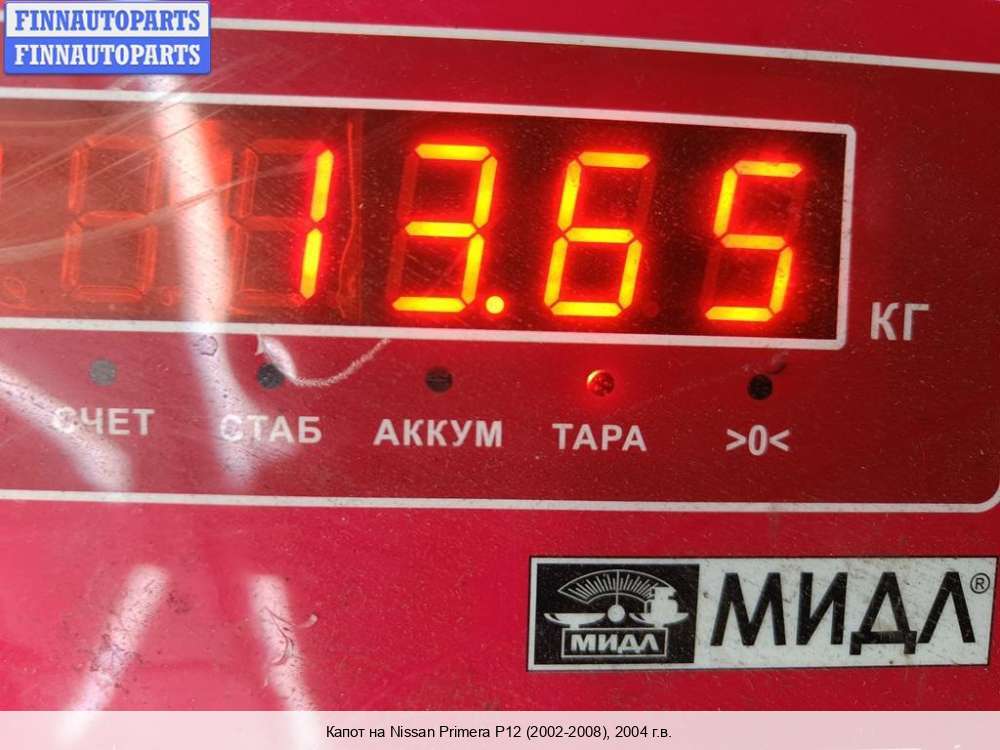 FINNAUTOPARTS
FINNAUTOPARTS
13.65
КГ
СЧЕТ СТАБ АККУМ ТАРА >0<
МИДЛ МИДЛ®
Капот на Nissan Primera P12 (2002-2008), 2004 г.в.